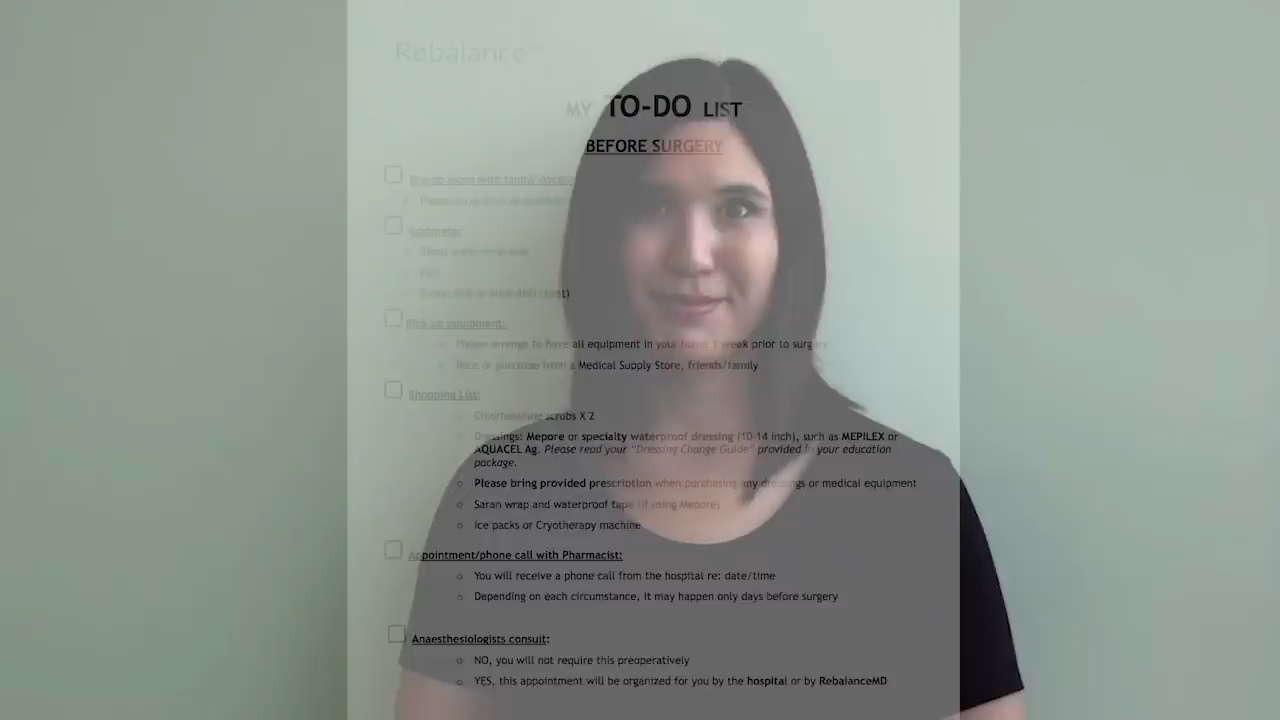 Rebalance
MY TO-DO LIST
BEFORE SURGERY
Pick up equipment:
Please arrange to have all equipment in your home 1 week prior to surgery
Rent or purchase from a Medical Supply Store, friends/family
Shopping List:
Chlorhexidine scrubs X 2
Dressings: Mepore or specialty waterproof dressing (10-14 inch), such as MEPILEX or
AQUACEL Ag. Please read your "Dressing Change Guide" provided in your education
package.
Please bring provided prescription when purchasing any dressings or medical equipment
Saran wrap and waterproof tape (if using Mepore)
Ice packs or Cryotherapy machine
Appointment/phone call with Pharmacist:
You will receive a phone call from the hospital re: date/time
Depending on each circumstance, it may happen only days before surgery
Anaesthesiologists consult:
NO, you will not require this preoperatively
YES, this appointment will be organized for you by the hospital or by RebalanceMD